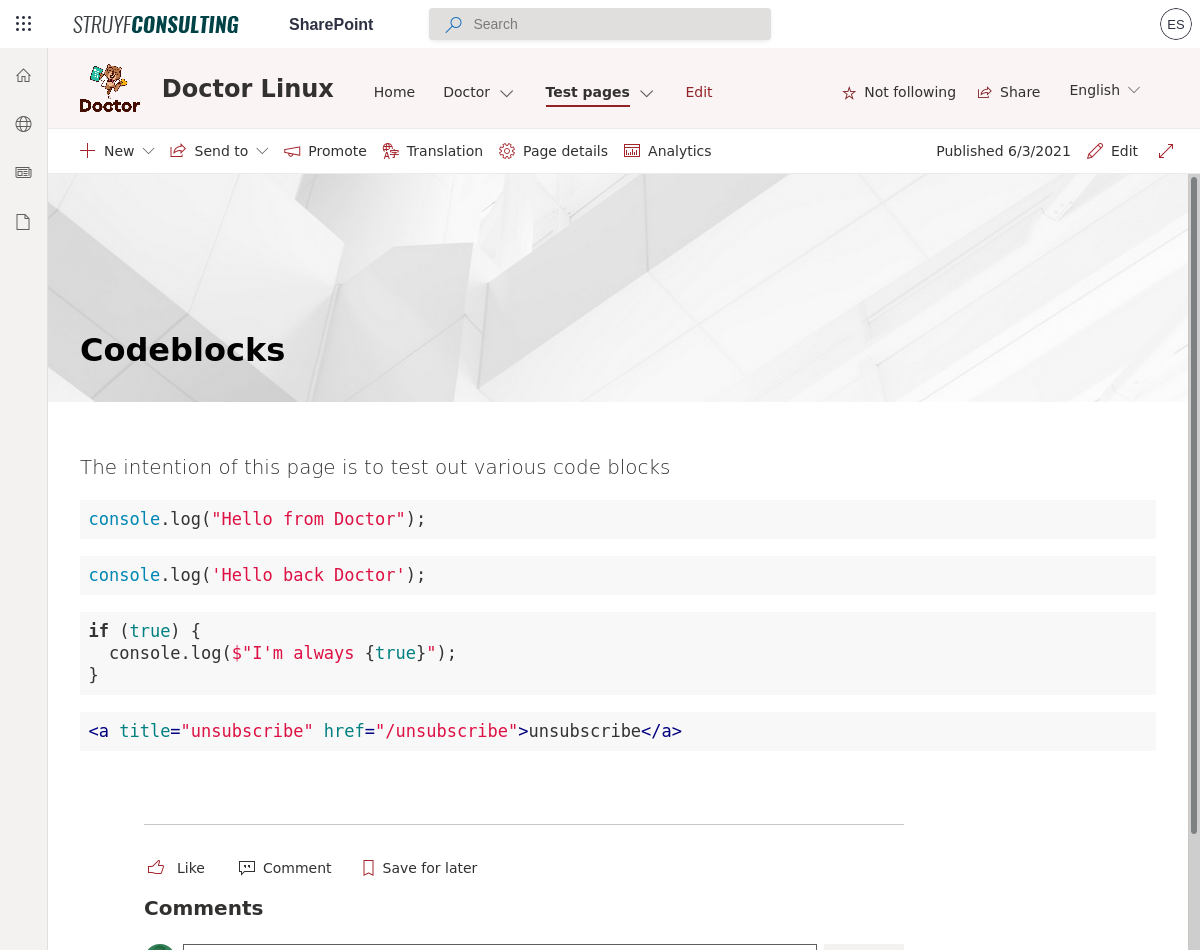 STRUYFCONSULTING SharePoint Search ES
Doctor Doctor Linux Home Doctor Test pages Edit Not following Share English
New Send to Promote Translation Page details Analytics Published 6/3/2021 Edit
Codeblocks
The intention of this page is to test out various code blocks
console.log("Hello from Doctor");
console.log('Hello back Doctor');
if (true) {
  console.log($"I'm always {true}");
}
<a title="unsubscribe" href="/unsubscribe">unsubscribe</a>
Like Comment Save for later
Comments